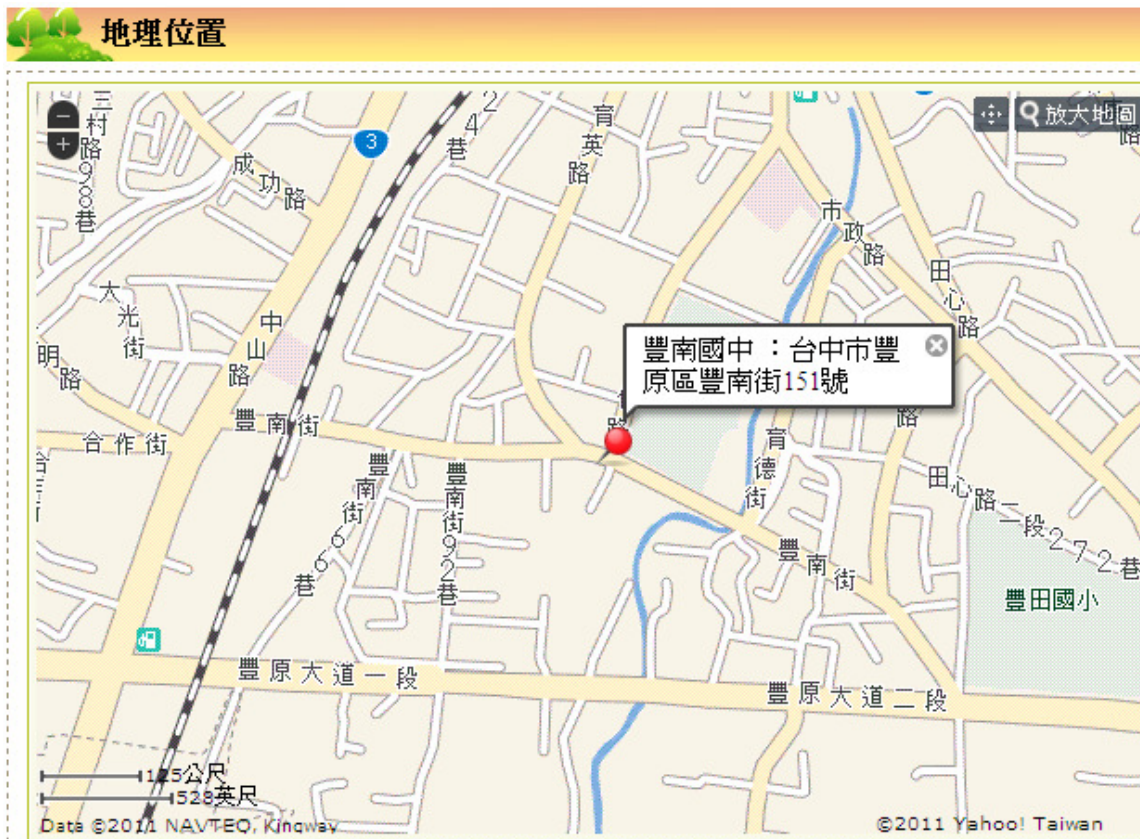 地理位置
三村路98巷
3
24巷
育英路
放大地圖
成功路
市政路
田心路
大光街
中山路
明路
豐南國中 ：台中市豐
原區豐南街151號
路
路
豐南街
合作街
豐南街66巷
豐南街92巷
育德街
田心路二段272巷
豐南街
豐田國小
豐原大道一段
豐原大道二段
125公尺
528英尺
Data ©2011 NAVTEQ, Kingway
©2011 Yahoo! Taiwan